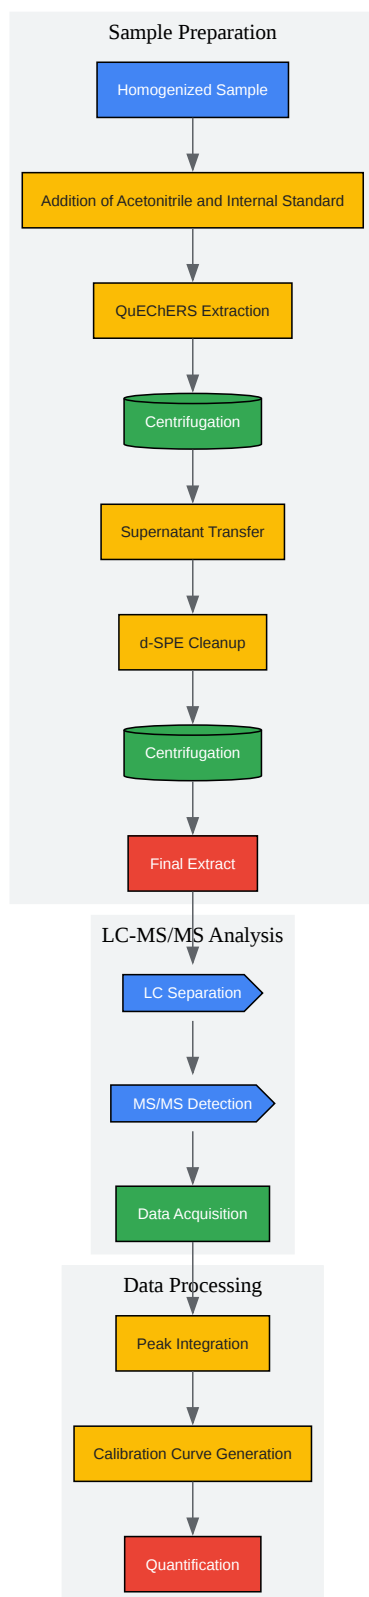 Sample Preparation
Homogenized Sample
Addition of Acetonitrile and Internal Standard
QuEChERS Extraction
Centrifugation
Supernatant Transfer
d-SPE Cleanup
Centrifugation
Final Extract
LC-MS/MS Analysis
LC Separation
MS/MS Detection
Data Acquisition
Data Processing
Peak Integration
Calibration Curve Generation
Quantification